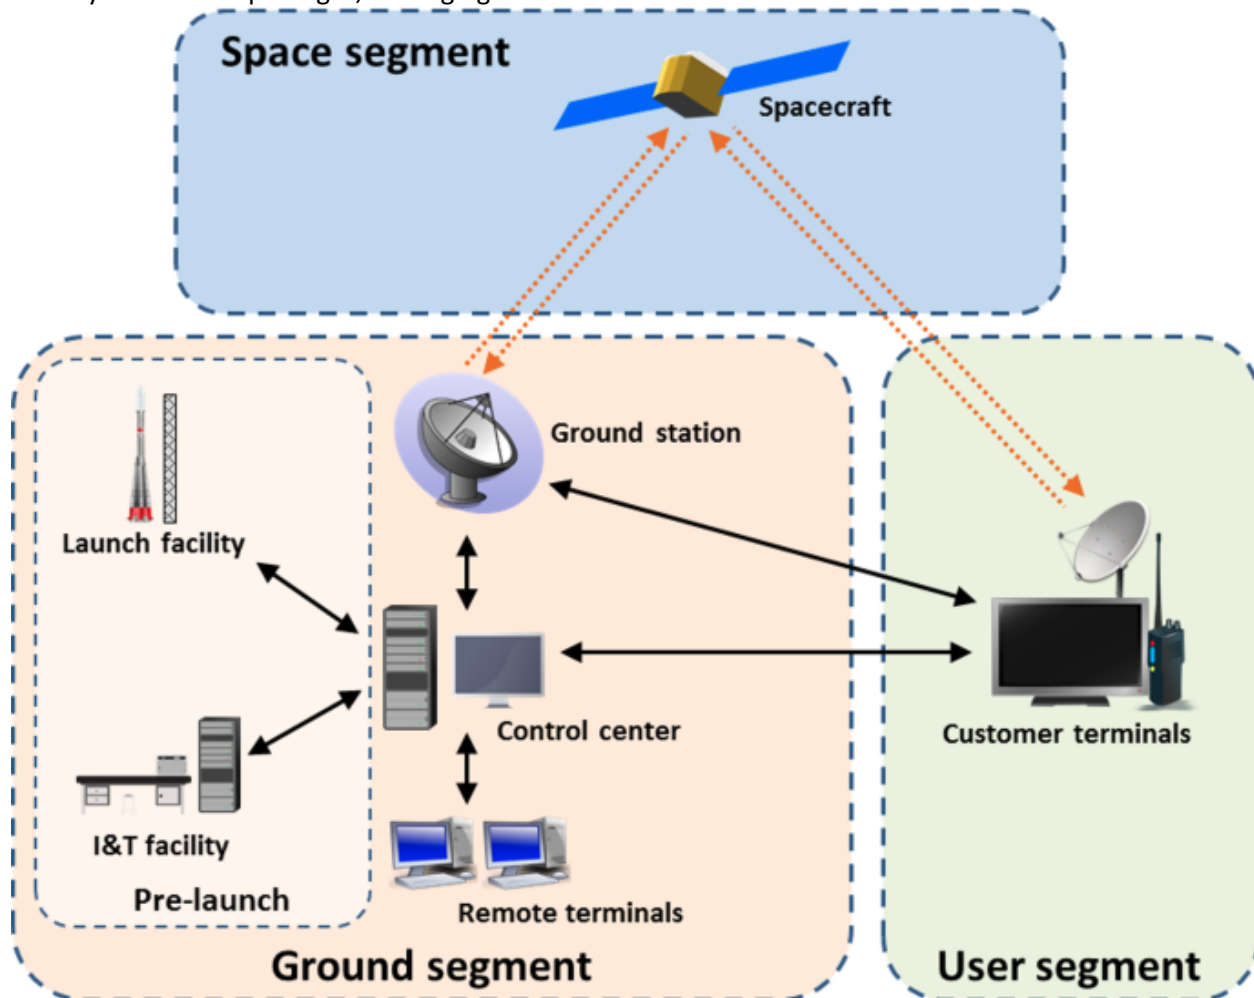 Space segment
Spacecraft
Ground station
Launch facility
Control center
Customer terminals
I&T facility
Pre-launch
Remote terminals
Ground segment
User segment